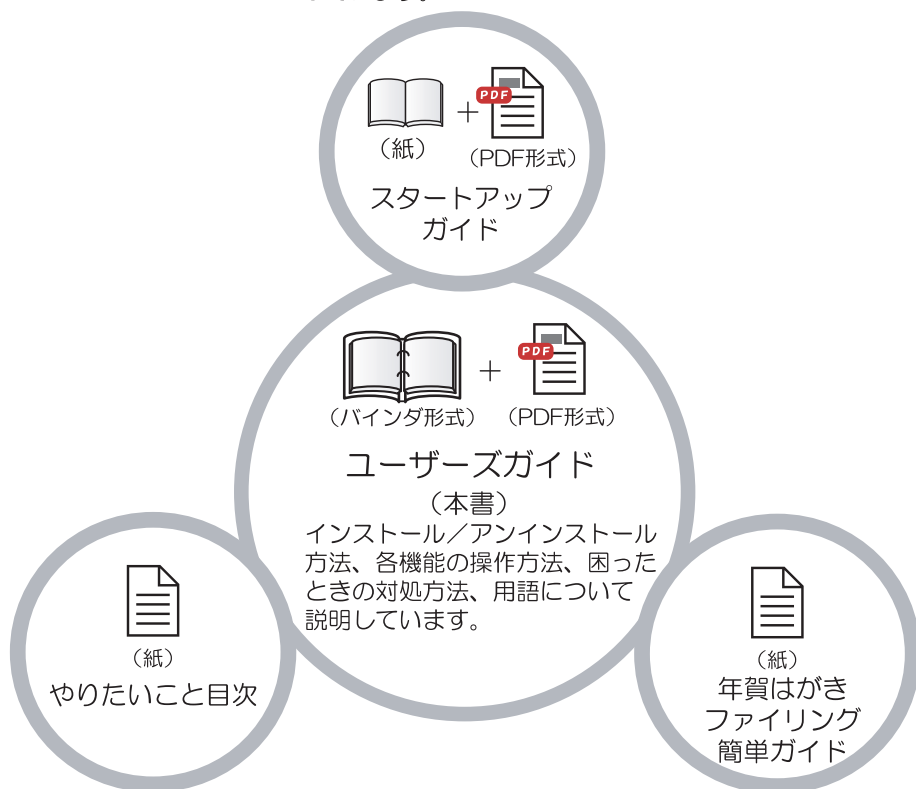 PDF
+
(紙)
(PDF形式)
スタートアップ
ガイド
PDF
+
(バインダ形式)
(PDF形式)
ユーザーズガイド
(本書)
インストール/アンインストール
方法、各機能の操作方法、困った
ときの対処方法、用語について
説明しています。
(紙)
やりたいこと目次
(紙)
年賀はがき
ファイリング
簡単ガイド